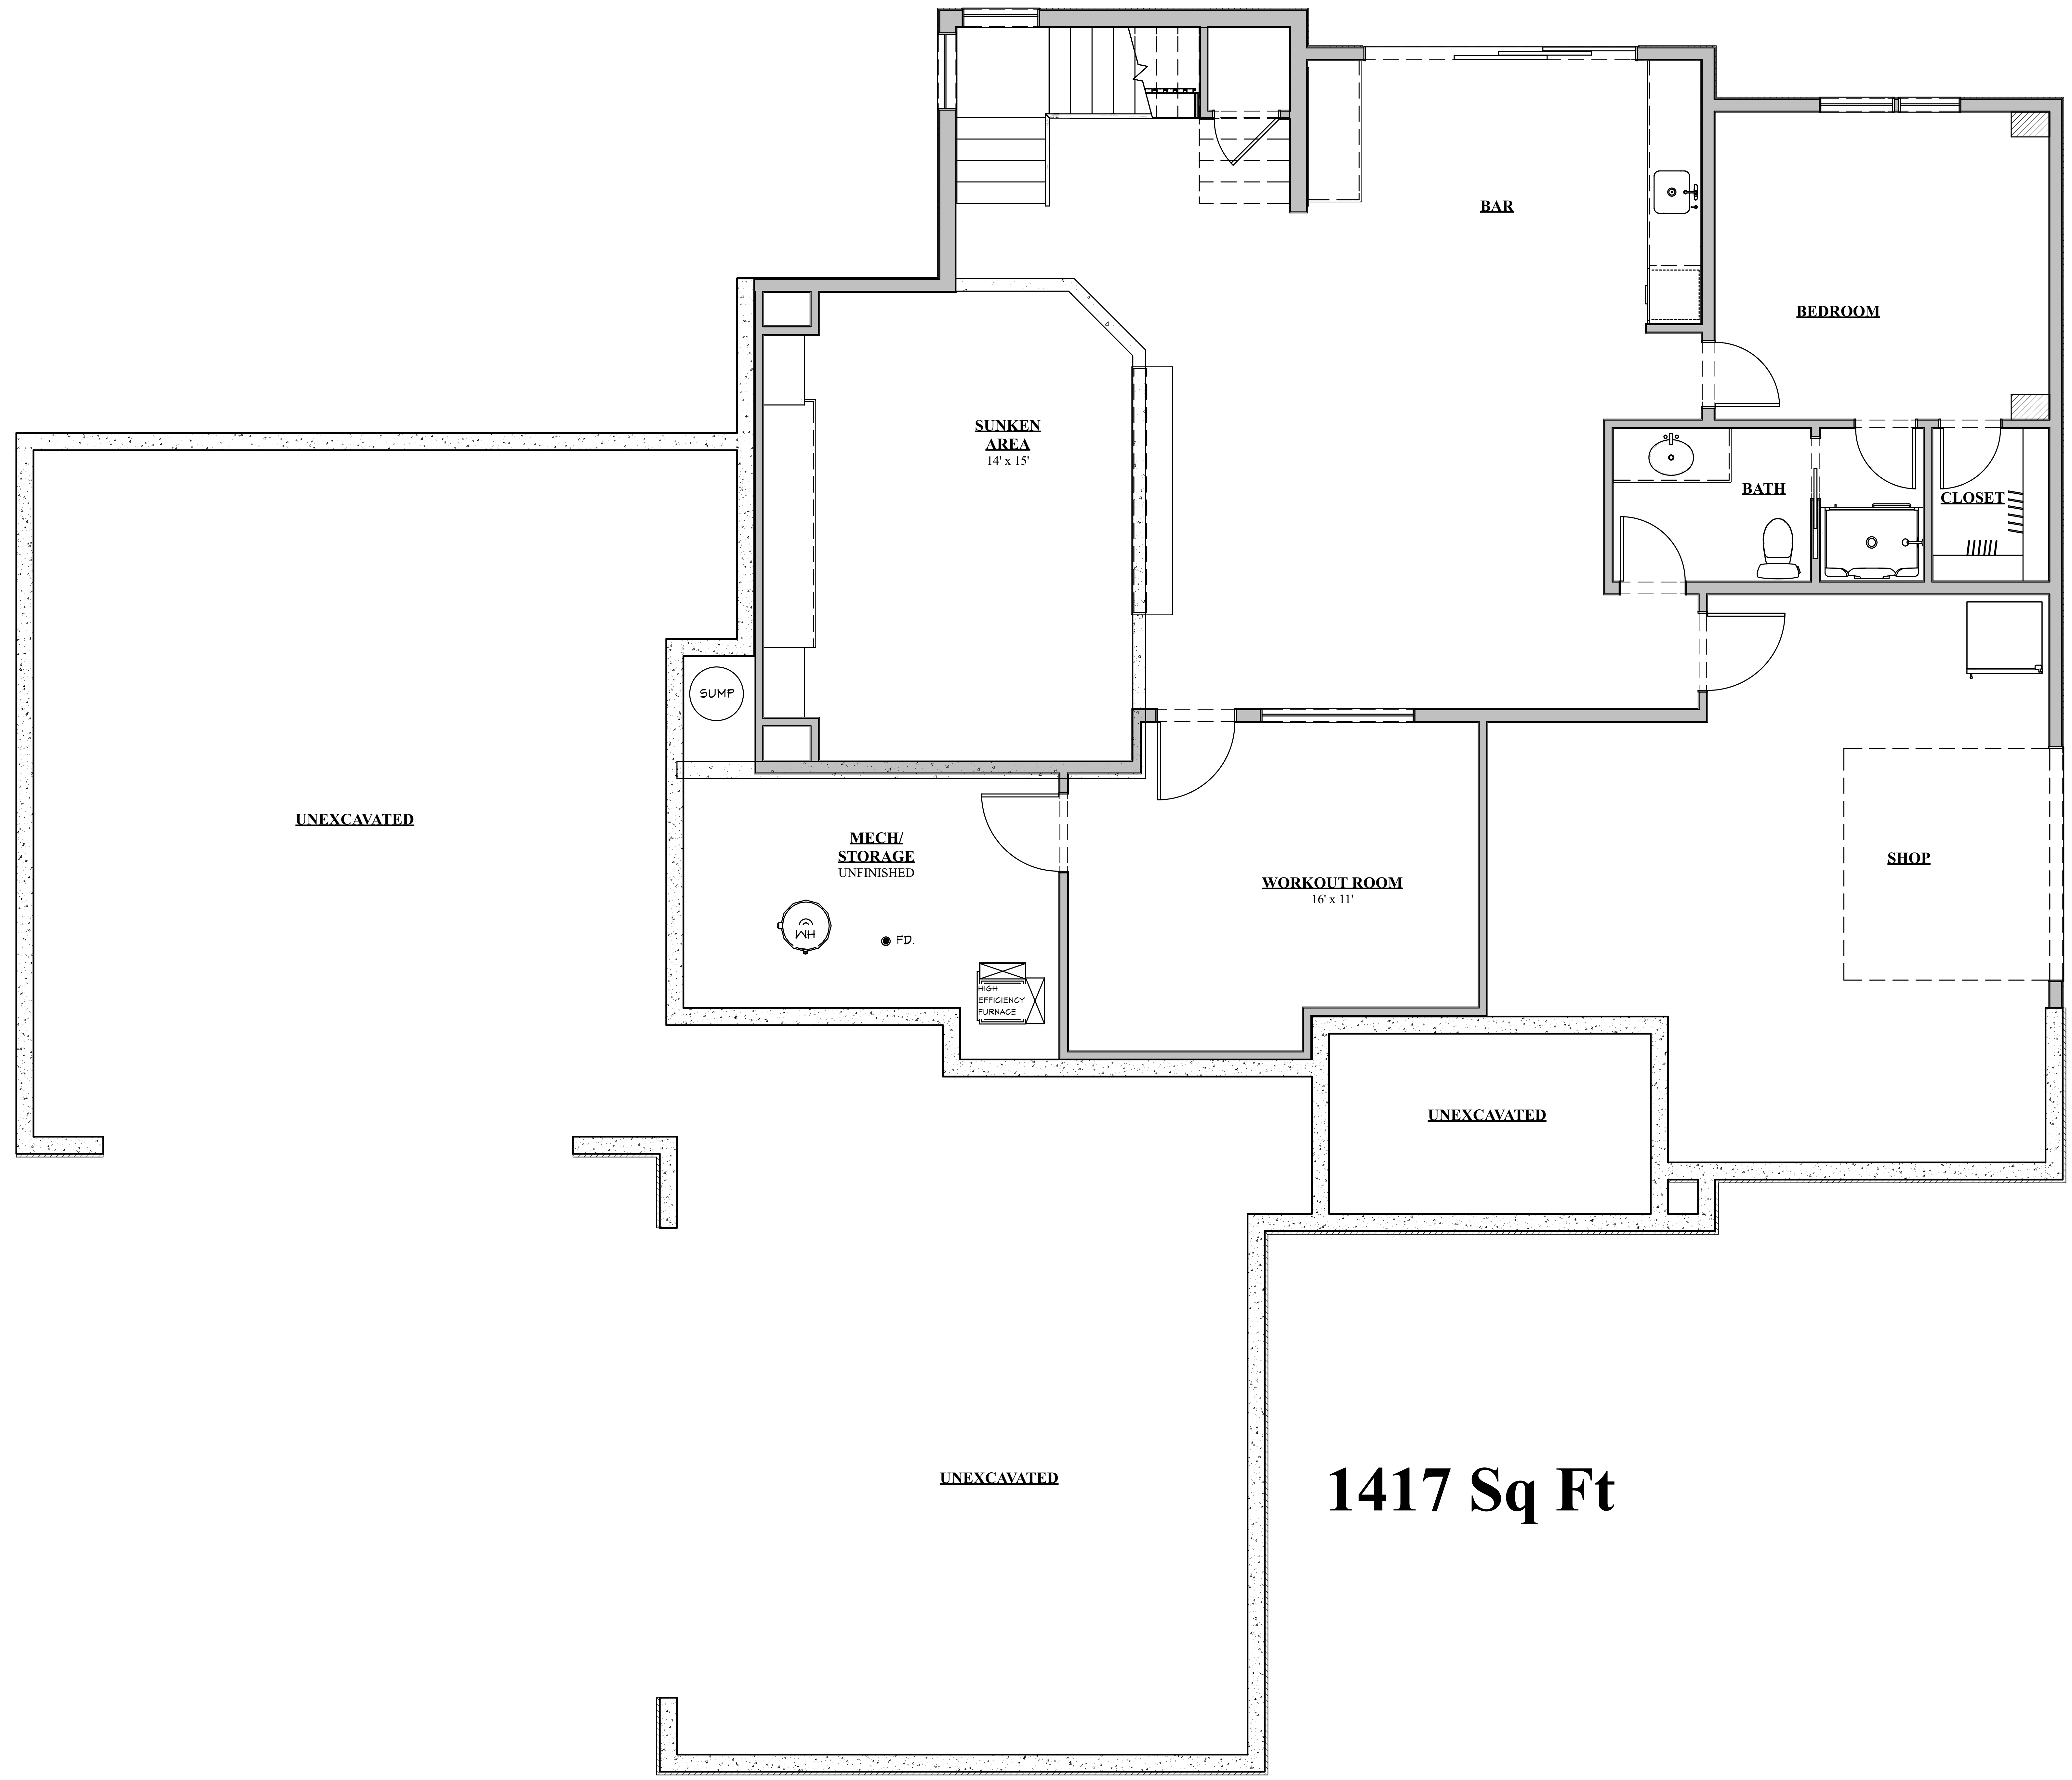 BAR
BEDROOM
SUNKEN
AREA
14' x 15'
BATH
CLOSET
SUMP
UNEXCAVATED
MECH/
STORAGE
UNFINISHED
SHOP
WORKOUT ROOM
16' x 11'
WH
FD.
HIGH
EFFICIENCY
FURNACE
UNEXCAVATED
UNEXCAVATED
1417 Sq Ft